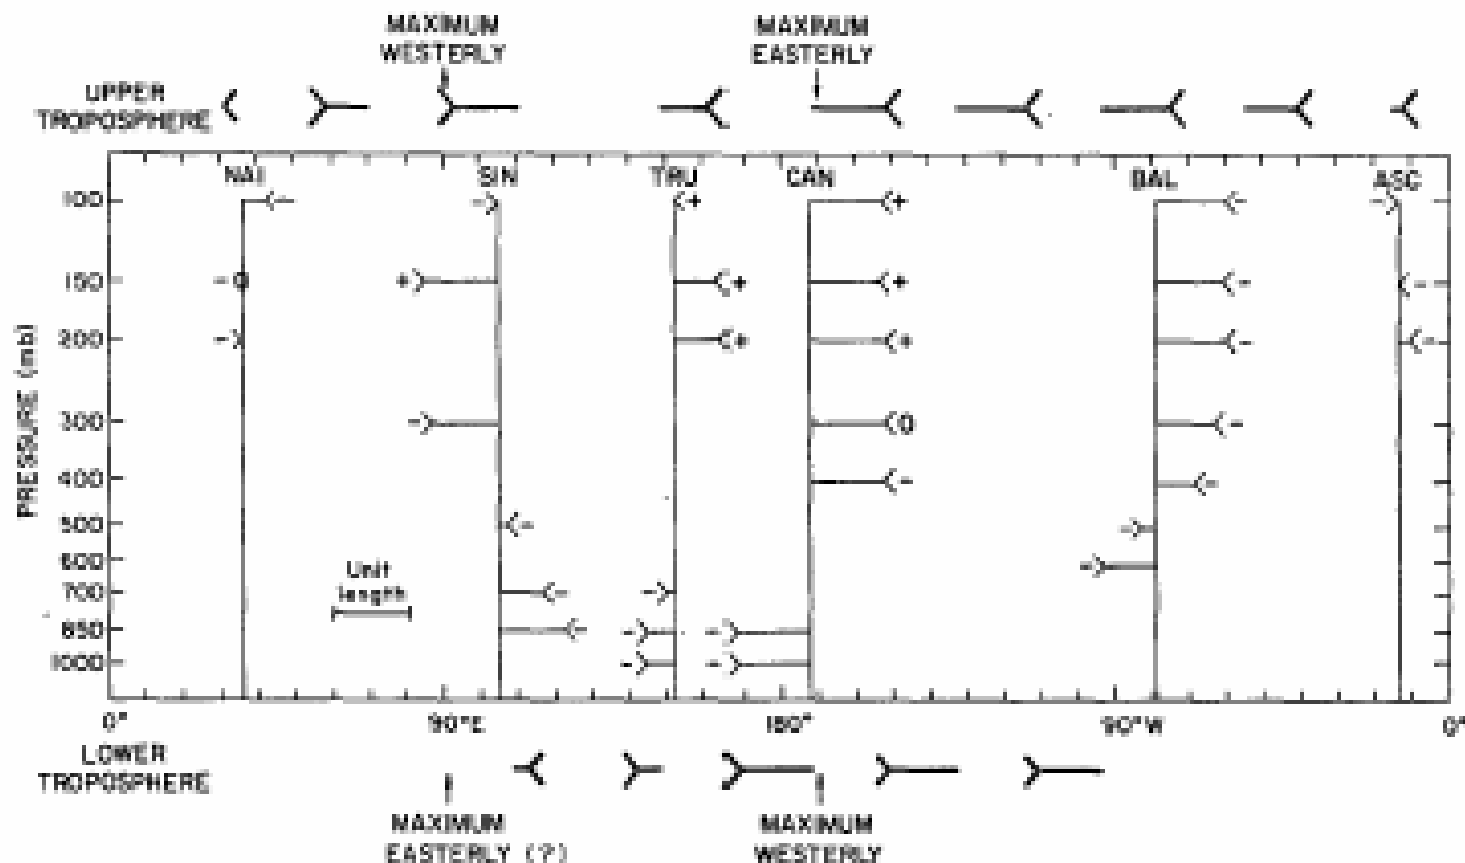 MAXIMUM
WESTERLY
MAXIMUM
EASTERLY
UPPER
TROPOSPHERE
NAI SIN TRU CAN BAL ASC
100
150
200
300
400
500
600
700
850
1000
PRESSURE (mb)
Unit
length
0° 90°E 180° 90°W 0°
LOWER
TROPOSPHERE
MAXIMUM
EASTERLY (?)
MAXIMUM
WESTERLY